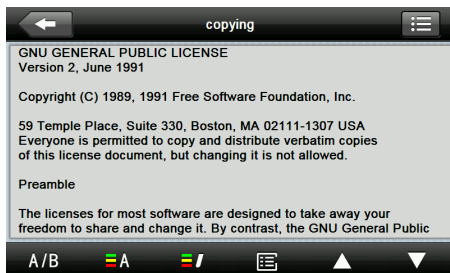 copying
GNU GENERAL PUBLIC LICENSE
Version 2, June 1991
Copyright (C) 1989, 1991 Free Software Foundation, Inc.
59 Temple Place, Suite 330, Boston, MA 02111-1307 USA
Everyone is permitted to copy and distribute verbatim copies
of this license document, but changing it is not allowed.
Preamble
The licenses for most software are designed to take away your
freedom to share and change it. By contrast, the GNU General Public
A/B A